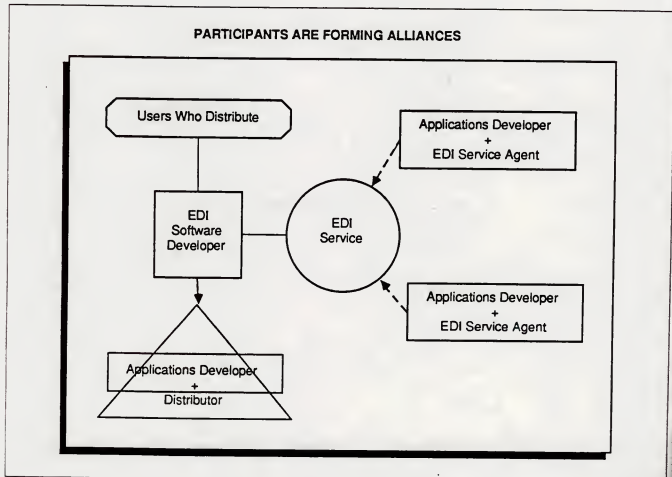 PARTICIPANTS ARE FORMING ALLIANCES
Users Who Distribute
Applications Developer
+
EDI Service Agent
EDI
Software
Developer
EDI
Service
Applications Developer
+
EDI Service Agent
Applications Developer
+
Distributor